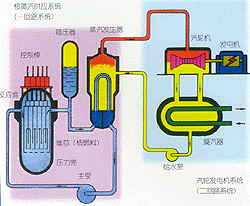 核蒸汽供应系统
(一回路系统)
稳压器
蒸汽发生器
汽轮机
发电机
控制棒
反应堆
堆芯(核燃料)
凝汽器
压力壳
给水泵
主泵
汽轮发电机系统
(二回路系统)